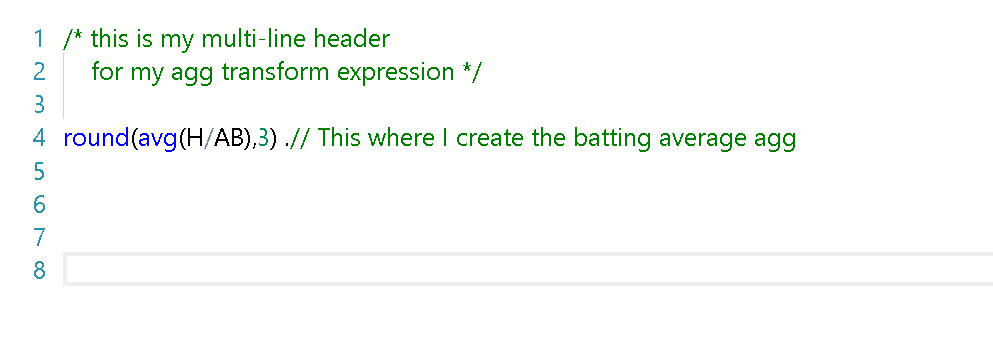 1 /* this is my multi-line header
2 for my agg transform expression */
3
4 round(avg(H/AB),3) .// This where I create the batting average agg
5
6
7
8